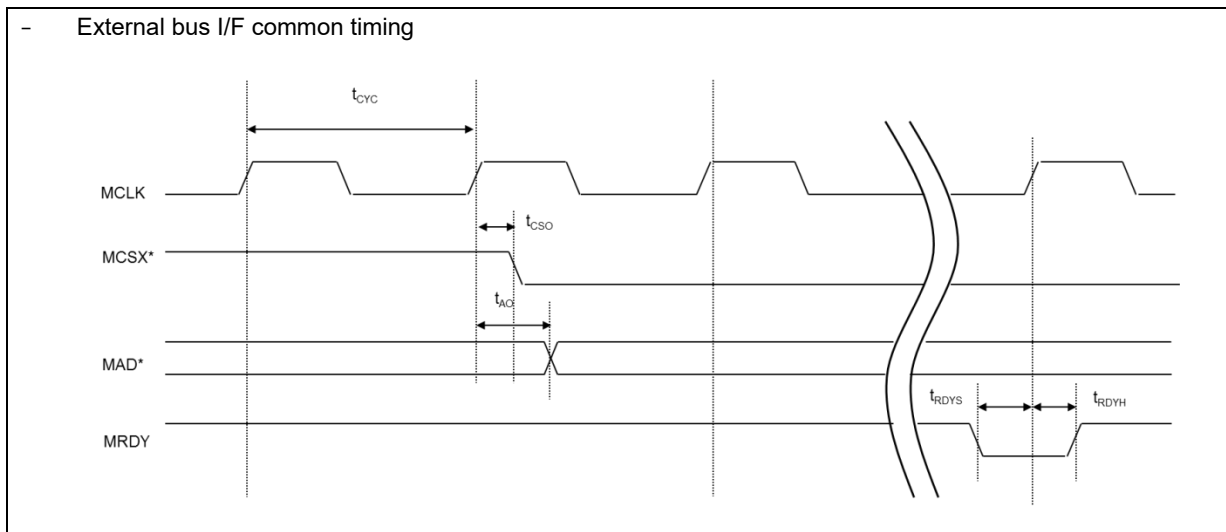 – External bus I/F common timing
tCYC
MCLK
tCSO
MCSX*
tAO
MAD*
tRDYS
tRDYH
MRDY